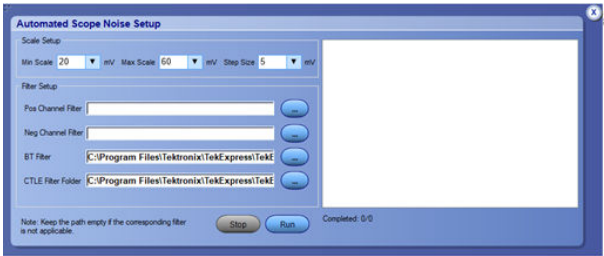 Automated Scope Noise Setup
Scale Setup
Min Scale 20 mV Max Scale 60 mV Step Size 5 mV
Filter Setup
Pos Channel Filter ...
Neg Channel Filter ...
BT Filter C:\Program Files\Tektronix\TekExpress\TekE ...
CTLE Filter Folder C:\Program Files\Tektronix\TekExpress\TekE ...
Note: Keep the path empty if the corresponding filter
is not applicable.
Stop Run Completed: 0/0